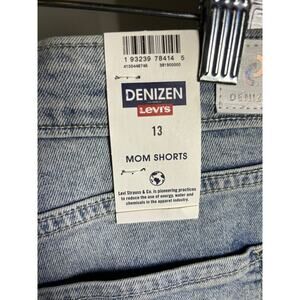 1 93239 78414 5
DENIZEN
Levi's
13
MOM SHORTS
Levi Strauss & Co. is pioneering practices
to reduce the use of energy, water and
chemicals in the apparel industry.
DENIZ